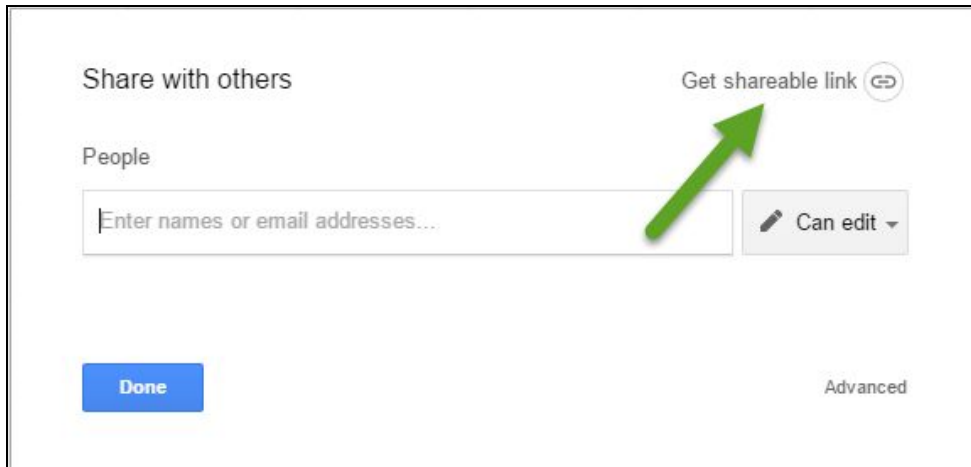 Share with others
Get shareable link
People
Enter names or email addresses...
Can edit
Done
Advanced